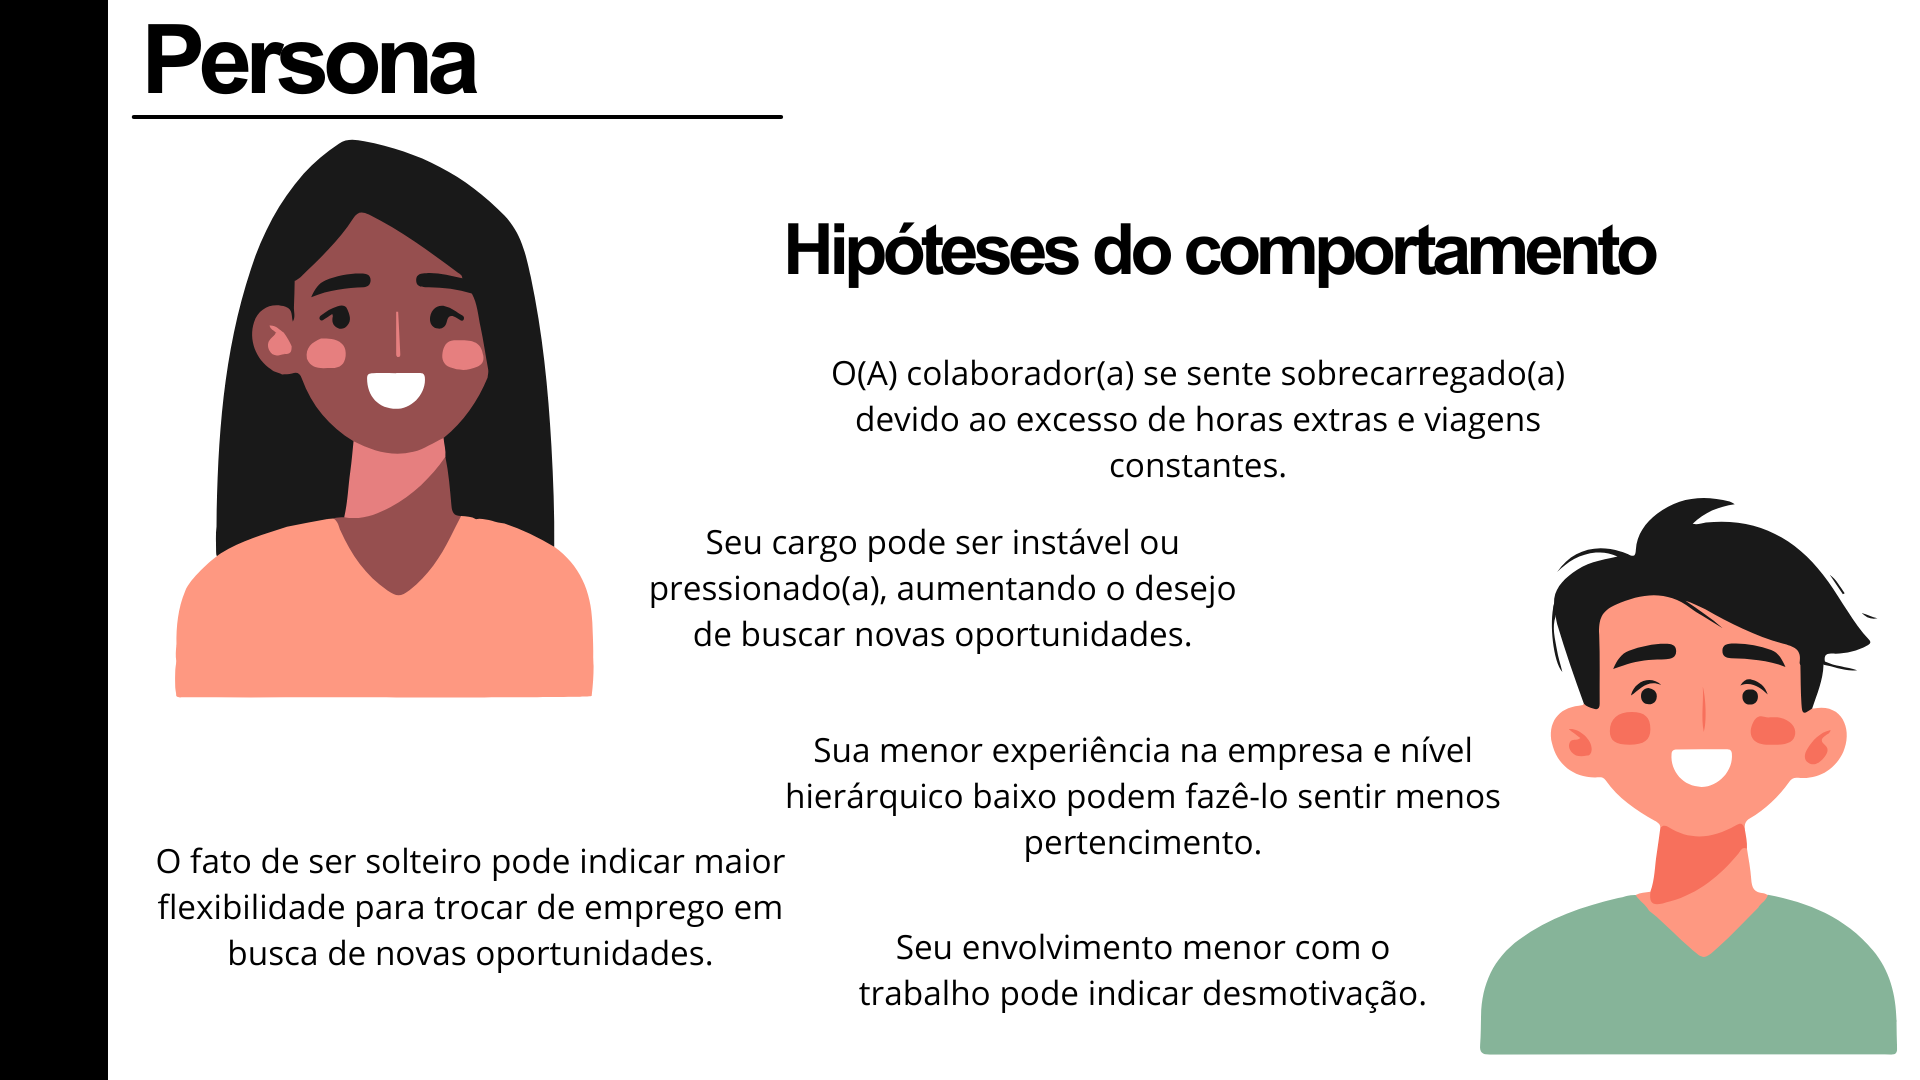 Persona
Hipóteses do comportamento
O(A) colaborador(a) se sente sobrecarregado(a)
devido ao excesso de horas extras e viagens
constantes.
Seu cargo pode ser instável ou
pressionado(a), aumentando o desejo
de buscar novas oportunidades.
Sua menor experiência na empresa e nível
hierárquico baixo podem fazê-lo sentir menos
pertencimento.
O fato de ser solteiro pode indicar maior
flexibilidade para trocar de emprego em
busca de novas oportunidades.
Seu envolvimento menor com o
trabalho pode indicar desmotivação.